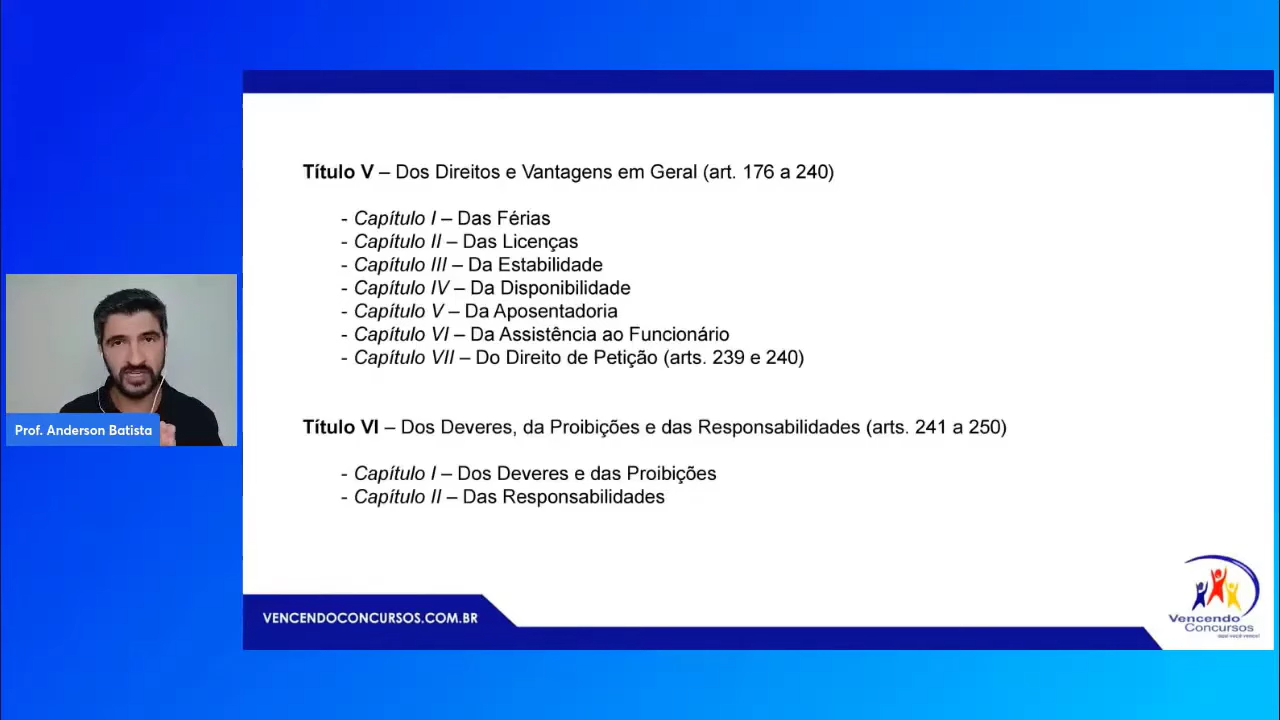 Título V – Dos Direitos e Vantagens em Geral (art. 176 a 240)
- Capítulo I – Das Férias
- Capítulo II – Das Licenças
- Capítulo III – Da Estabilidade
- Capítulo IV – Da Disponibilidade
- Capítulo V – Da Aposentadoria
- Capítulo VI – Da Assistência ao Funcionário
- Capítulo VII – Do Direito de Petição (arts. 239 e 240)
Título VI – Dos Deveres, da Proibições e das Responsabilidades (arts. 241 a 250)
- Capítulo I – Dos Deveres e das Proibições
- Capítulo II – Das Responsabilidades
Prof. Anderson Batista
VENCENDOCONCURSOS.COM.BR
Vencendo
Concursos